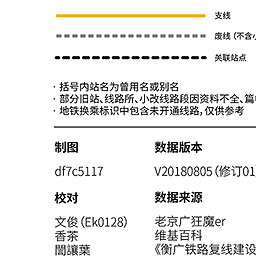 支线
废线（不含小
关联站点
· 括号内站名为曾用名或别名
· 部分旧站、线路所、小改线路段因资料不全、篇
· 地铁换乘标识中包含未开通线路，仅供参考
制图 数据版本
df7c5117 V20180805（修订01
校对 数据来源
文俊（Ek0128） 老京广狂魔er
香茶 维基百科
閭讓葉 《衡广铁路复线建设